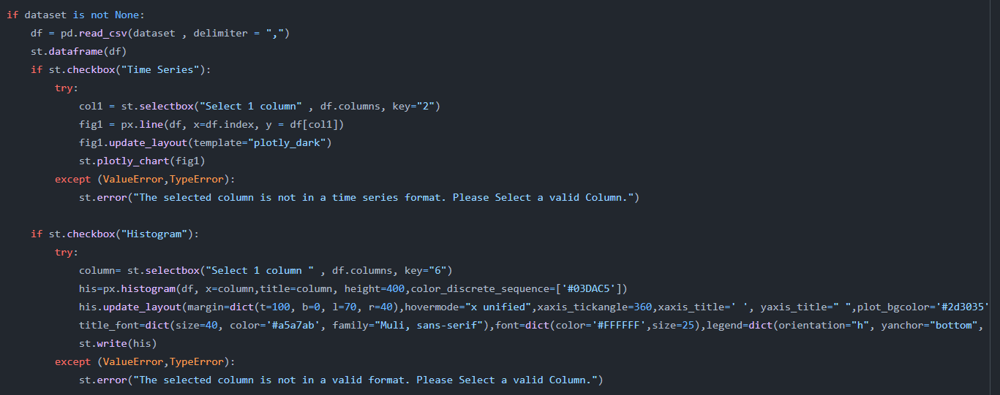 if dataset is not None:
    df = pd.read_csv(dataset , delimiter = ",")
    st.dataframe(df)
    if st.checkbox("Time Series"):
        try:
            col1 = st.selectbox("Select 1 column" , df.columns, key="2")
            fig1 = px.line(df, x=df.index, y = df[col1])
            fig1.update_layout(template="plotly_dark")
            st.plotly_chart(fig1)
        except (ValueError,TypeError):
            st.error("The selected column is not in a time series format. Please Select a valid Column.")

    if st.checkbox("Histogram"):
        try:
            column= st.selectbox("Select 1 column " , df.columns, key="6")
            his=px.histogram(df, x=column,title=column, height=400,color_discrete_sequence=['#03DAC5'])
            his.update_layout(margin=dict(t=100, b=0, l=70, r=40),hovermode="x unified",xaxis_tickangle=360,xaxis_title=' ', yaxis_title=" ",plot_bgcolor='#2d3035'
            title_font=dict(size=40, color='#a5a7ab', family="Muli, sans-serif"),font=dict(color='#FFFFFF',size=25),legend=dict(orientation="h", yanchor="bottom",
            st.write(his)
        except (ValueError,TypeError):
            st.error("The selected column is not in a valid format. Please Select a valid Column.")